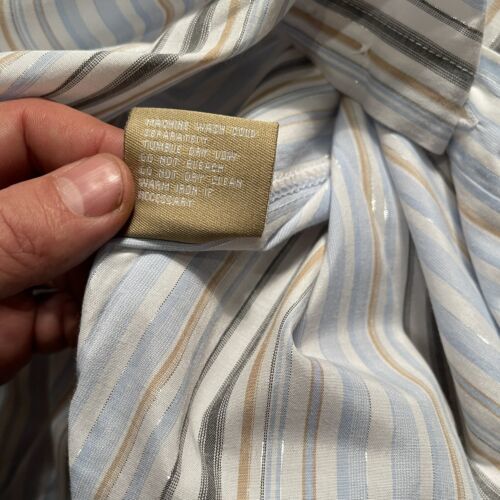 MACHINE WASH COLD
SEPARATELY
TUMBLE DRY LOW
DO NOT BLEACH
DO NOT DRY CLEAN
WARM IRON IF
NECESSARY